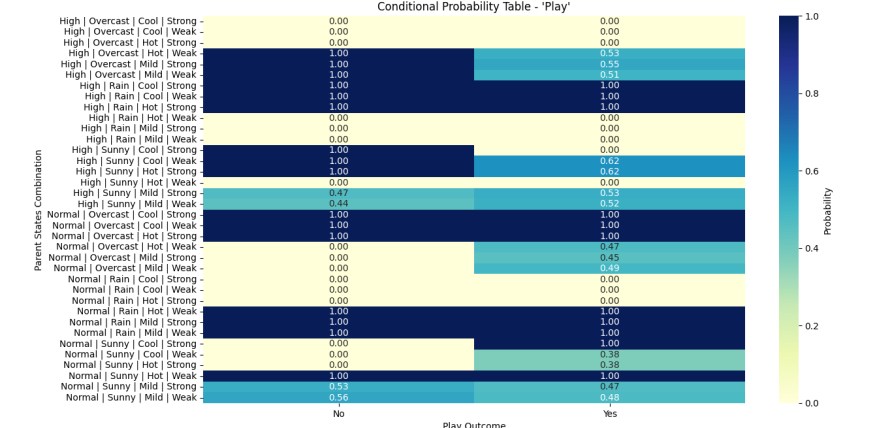 Conditional Probability Table - 'Play'
High | Overcast | Cool | Strong 0.00 0.00
High | Overcast | Cool | Weak 0.00 0.00
High | Overcast | Hot | Strong 0.00 0.00
High | Overcast | Hot | Weak 1.00 0.53
High | Overcast | Mild | Strong 1.00 0.55
High | Overcast | Mild | Weak 1.00 0.51
High | Rain | Cool | Strong 1.00 1.00
High | Rain | Cool | Weak 1.00 1.00
High | Rain | Hot | Strong 1.00 1.00
High | Rain | Hot | Weak 0.00 0.00
High | Rain | Mild | Strong 0.00 0.00
High | Rain | Mild | Weak 0.00 0.00
High | Sunny | Cool | Strong 1.00 0.00
High | Sunny | Cool | Weak 1.00 0.62
High | Sunny | Hot | Strong 1.00 0.62
High | Sunny | Hot | Weak 0.00 0.00
High | Sunny | Mild | Strong 0.47 0.53
High | Sunny | Mild | Weak 0.44 0.52
Normal | Overcast | Cool | Strong 1.00 1.00
Normal | Overcast | Cool | Weak 1.00 1.00
Normal | Overcast | Hot | Strong 1.00 1.00
Normal | Overcast | Hot | Weak 0.00 0.47
Normal | Overcast | Mild | Strong 0.00 0.45
Normal | Overcast | Mild | Weak 0.00 0.49
Normal | Rain | Cool | Strong 0.00 0.00
Normal | Rain | Cool | Weak 0.00 0.00
Normal | Rain | Hot | Strong 0.00 0.00
Normal | Rain | Hot | Weak 1.00 1.00
Normal | Rain | Mild | Strong 1.00 1.00
Normal | Rain | Mild | Weak 1.00 1.00
Normal | Sunny | Cool | Strong 0.00 1.00
Normal | Sunny | Cool | Weak 0.00 0.38
Normal | Sunny | Hot | Strong 0.00 0.38
Normal | Sunny | Hot | Weak 1.00 1.00
Normal | Sunny | Mild | Strong 0.53 0.47
Normal | Sunny | Mild | Weak 0.56 0.48
No Yes
Play Outcome
Parent States Combination
1.0
0.8
0.6
0.4
0.2
0.0
Probability